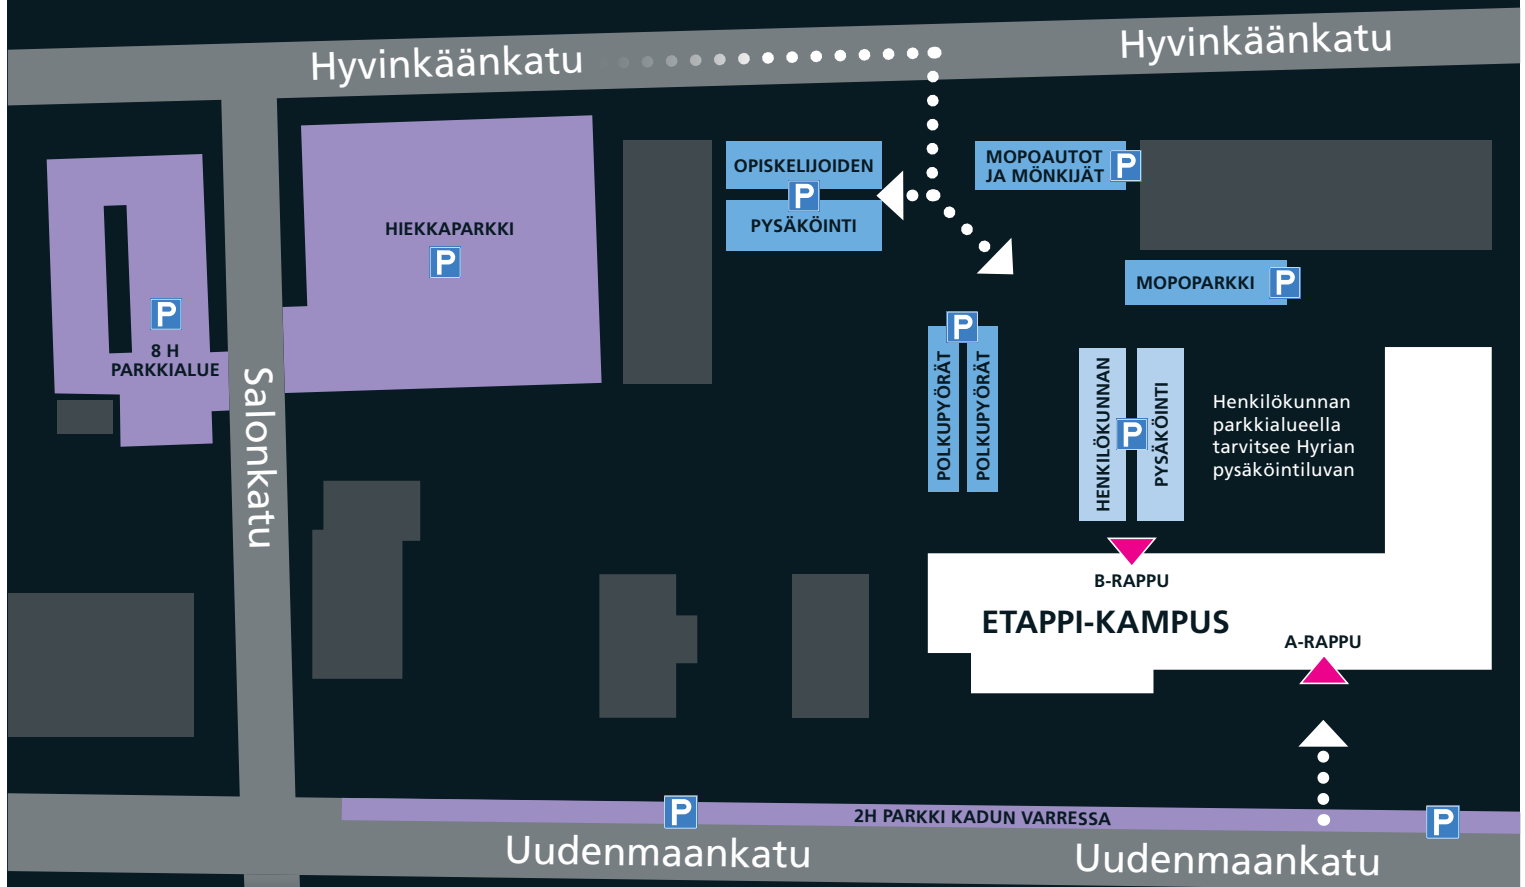 Hyvinkäänkatu
Hyvinkäänkatu
OPISKELIJOIDEN
P
PYSÄKÖINTI
MOPOAUTOT
JA MÖNKIJÄT
P
HIEKKAPARKKI
P
MOPOPARKKI
P
P
8 H
PARKKIALUE
Salonkatu
P
POLKUPYÖRÄT
POLKUPYÖRÄT
HENKILÖKUNNAN
P
PYSÄKÖINTI
Henkilökunnan
parkkialueella
tarvitsee Hyrian
pysäköintiluvan
B-RAPPU
ETAPPI-KAMPUS
A-RAPPU
P
2H PARKKI KADUN VARRESSA
P
Uudenmaankatu
Uudenmaankatu